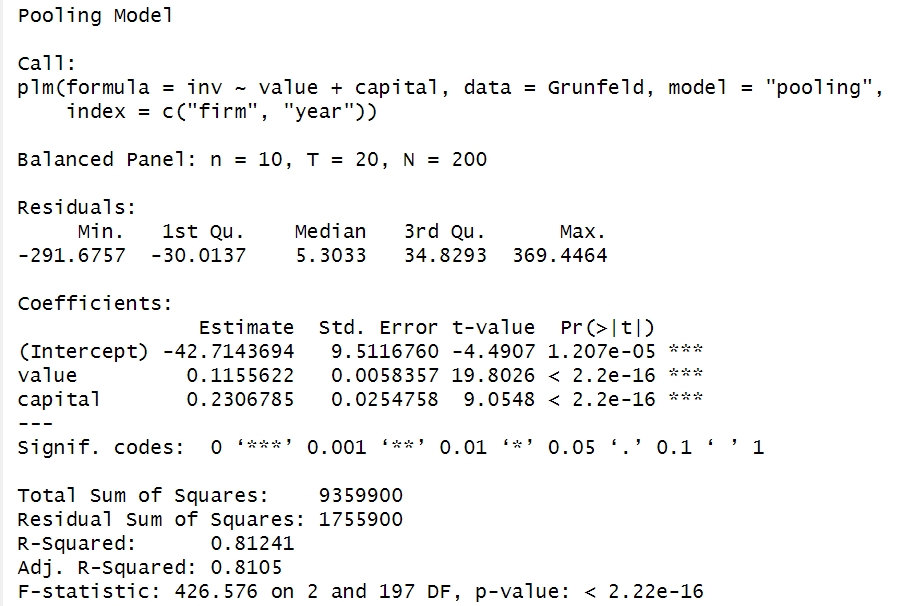 Pooling Model
Call:
plm(formula = inv ~ value + capital, data = Grunfeld, model = "pooling",
    index = c("firm", "year"))
Balanced Panel: n = 10, T = 20, N = 200
Residuals:
     Min.   1st Qu.    Median   3rd Qu.      Max.
-291.6757  -30.0137    5.3033   34.8293  369.4464
Coefficients:
               Estimate  Std. Error t-value  Pr(>|t|)
(Intercept) -42.7143694   9.5116760 -4.4907 1.207e-05 ***
value         0.1155622   0.0058357 19.8026 < 2.2e-16 ***
capital       0.2306785   0.0254758  9.0548 < 2.2e-16 ***
---
Signif. codes:  0 ‘***’ 0.001 ‘**’ 0.01 ‘*’ 0.05 ‘.’ 0.1 ‘ ’ 1
Total Sum of Squares:    9359900
Residual Sum of Squares: 1755900
R-Squared:      0.81241
Adj. R-Squared: 0.8105
F-statistic: 426.576 on 2 and 197 DF, p-value: < 2.22e-16